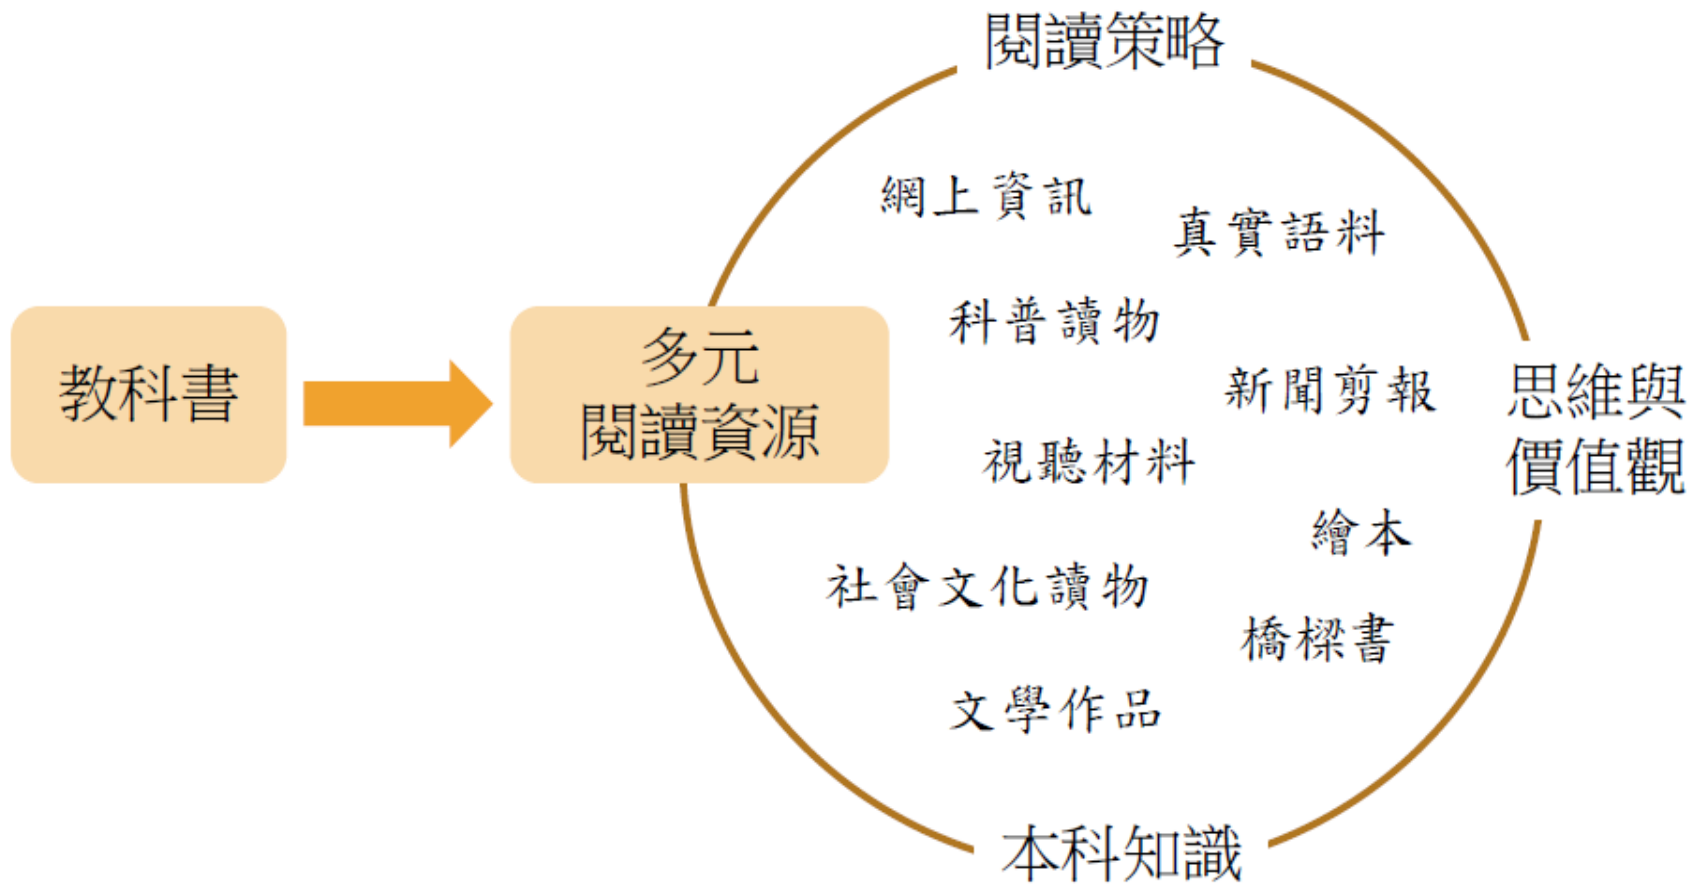 閱讀策略
網上資訊
真實語料
科普讀物
教科書
多元
閱讀資源
新聞剪報
思維與
價值觀
視聽材料
繪本
社會文化讀物
橋樑書
文學作品
本科知識